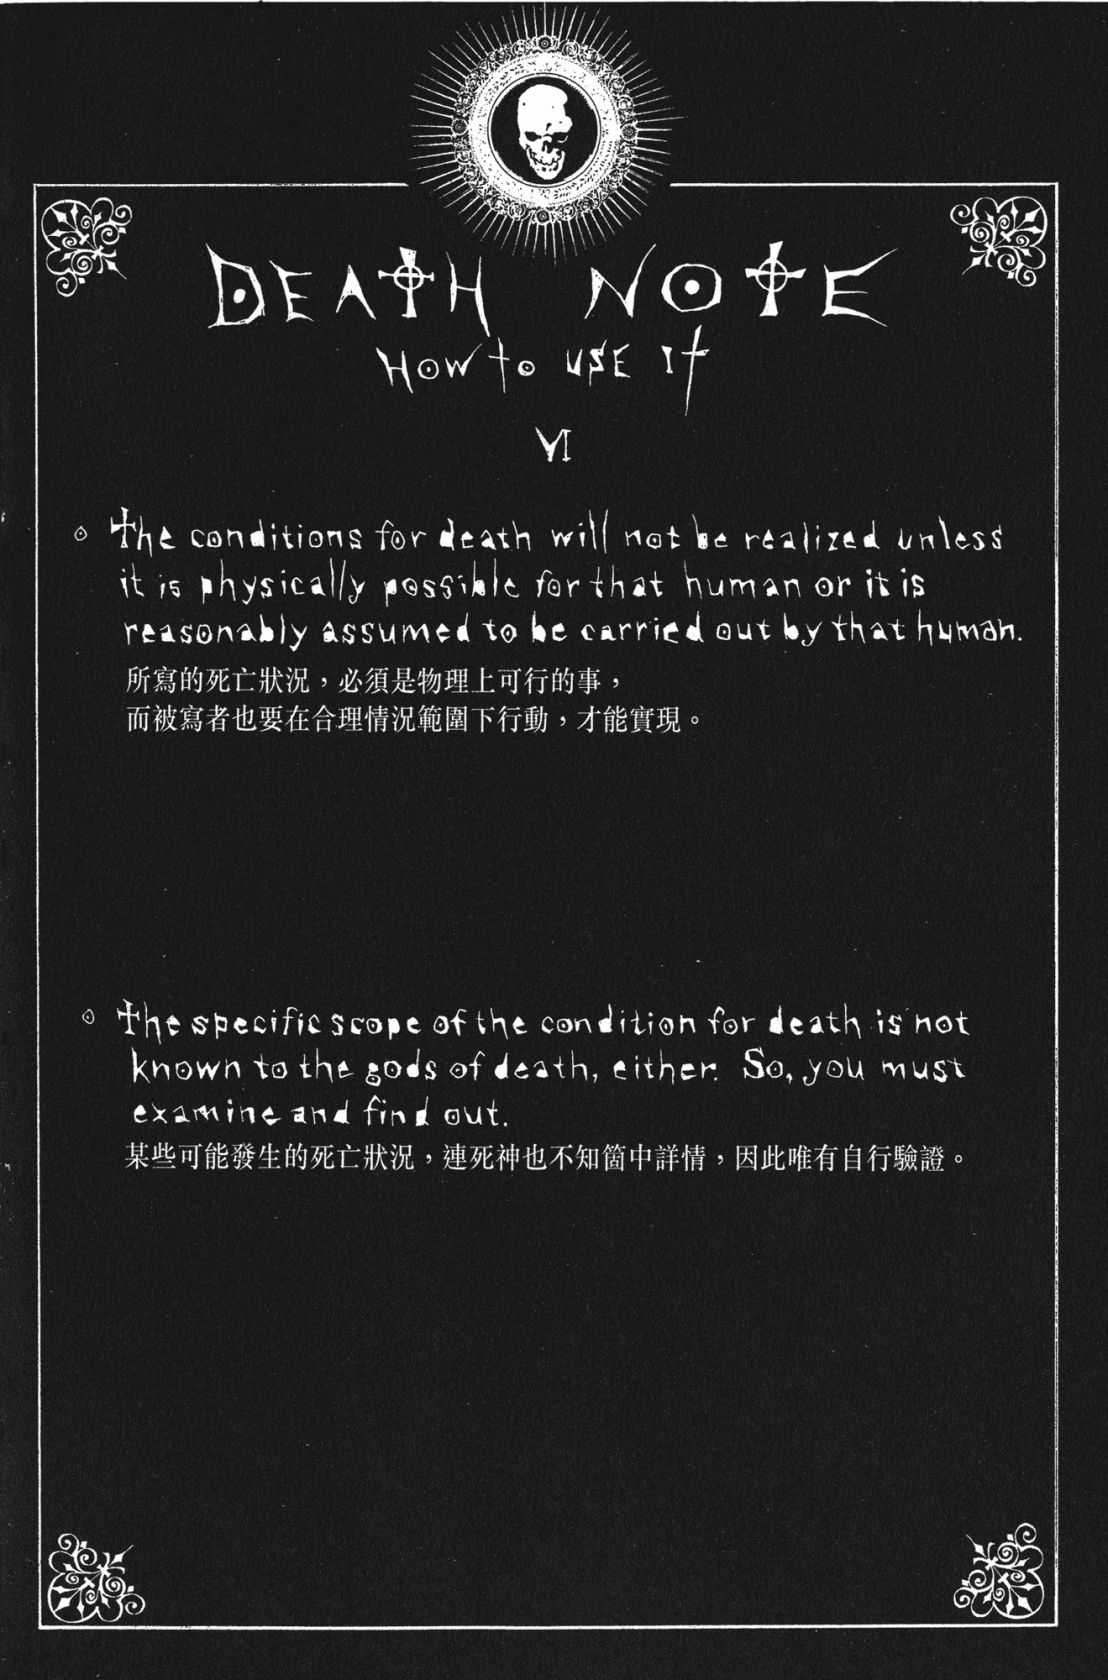 DEATH NOTE
How to use it
VI
The conditions for death will not be realized unless
it is physically possible for that human or it is
reasonably assumed to be carried out by that human.
所寫的死亡狀況，必須是物理上可行的事，
而被寫者也要在合理情況範圍下行動，才能實現。
The specific scope of the condition for death is not
known to the gods of death, either. So, you must
examine and find out.
某些可能發生的死亡狀況，連死神也不知箇中詳情，因此唯有自行驗證。